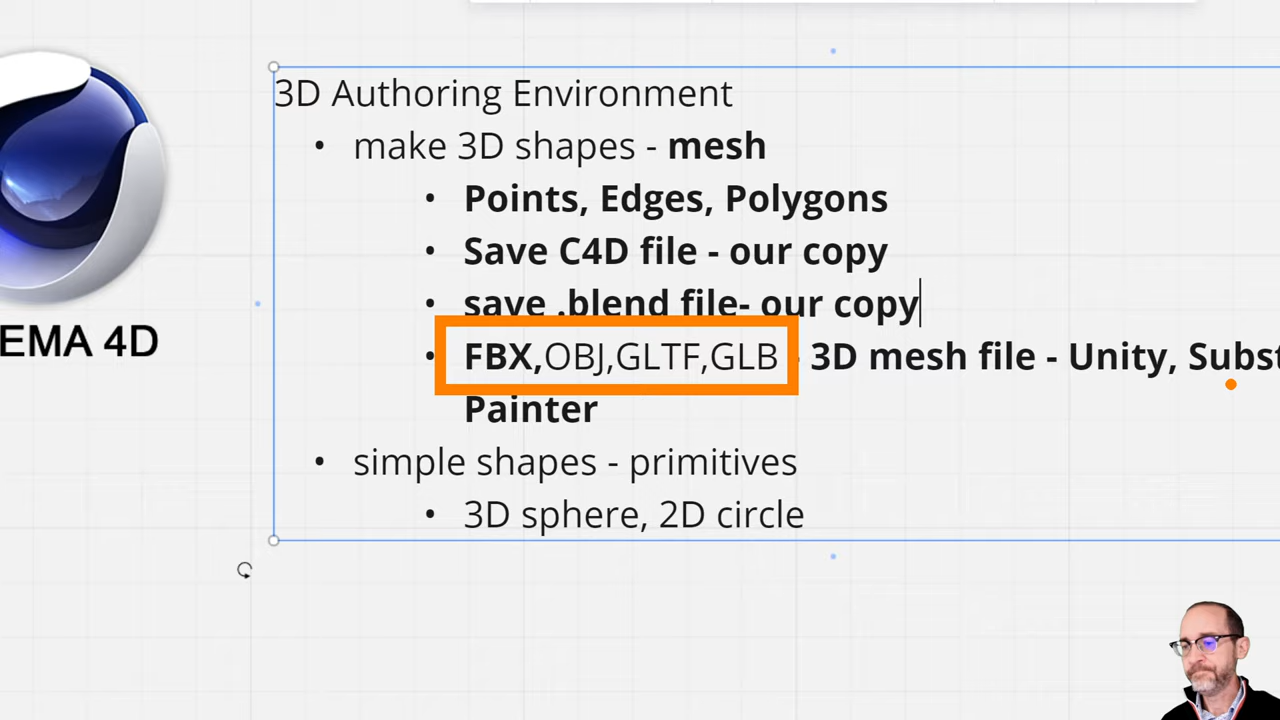 3D Authoring Environment
• make 3D shapes - mesh
• Points, Edges, Polygons
• Save C4D file - our copy
EMA 4D
• save .blend file- our copy
• FBX,OBJ,GLTF,GLB - 3D mesh file - Unity, Subst
Painter
• simple shapes - primitives
• 3D sphere, 2D circle